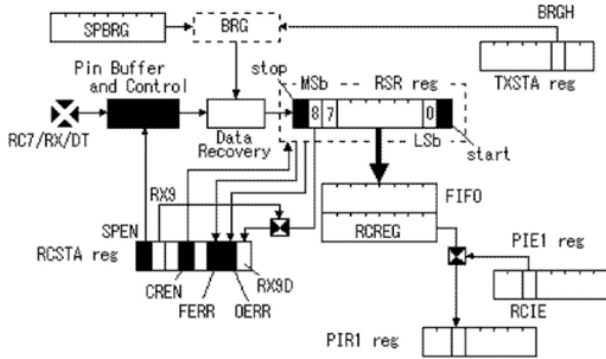 BRGH
SPBRG
BRG
Pin Buffer
and Control
stop
MSb
RSR reg
TXSTA reg
8 7
0
RC7/RX/DT
Data
Recovery
LSb
start
RX9
FIFO
SPEN
RCREG
PIE1 reg
RCSTA reg
RX9D
CREN
FERR
OERR
RCIE
PIR1 reg